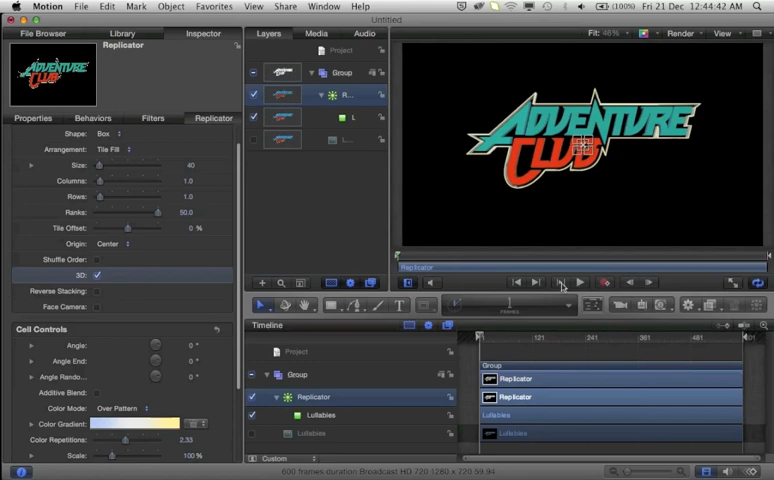 Motion File Edit Mark Object Favorites View Share Window Help (100%) Fri 21 Dec 12:44:42 AM
Untitled
File Browser Library Inspector Layers Media Audio Fit: 46% Render View
Replicator
ADVENTURE
CLUB
Project
Group
R...
L
L...
ADVENTURE
CLUB
Properties Behaviors Filters Replicator
Shape: Box
Arrangement: Tile Fill
Size: 40
Columns: 1.0
Rows: 1.0
Ranks: 50.0
Tile Offset: 0 %
Origin: Center
Shuffle Order:
3D:
Reverse Stacking:
Face Camera:
Replicator
1
FRAMES
Cell Controls
Angle: 0 °
Angle End: 0 °
Angle Rando... 0 °
Additive Blend:
Color Mode: Over Pattern
Color Gradient:
Color Repetitions: 2.33
Scale: 100 %
Timeline
1 121 241 361 481
Project
Group
Group
Replicator
Replicator
Replicator
Lullabies
Lullabies
Lullabies
Lullabies
Custom
600 frames duration Broadcast HD 720 1280 x 720 59.94